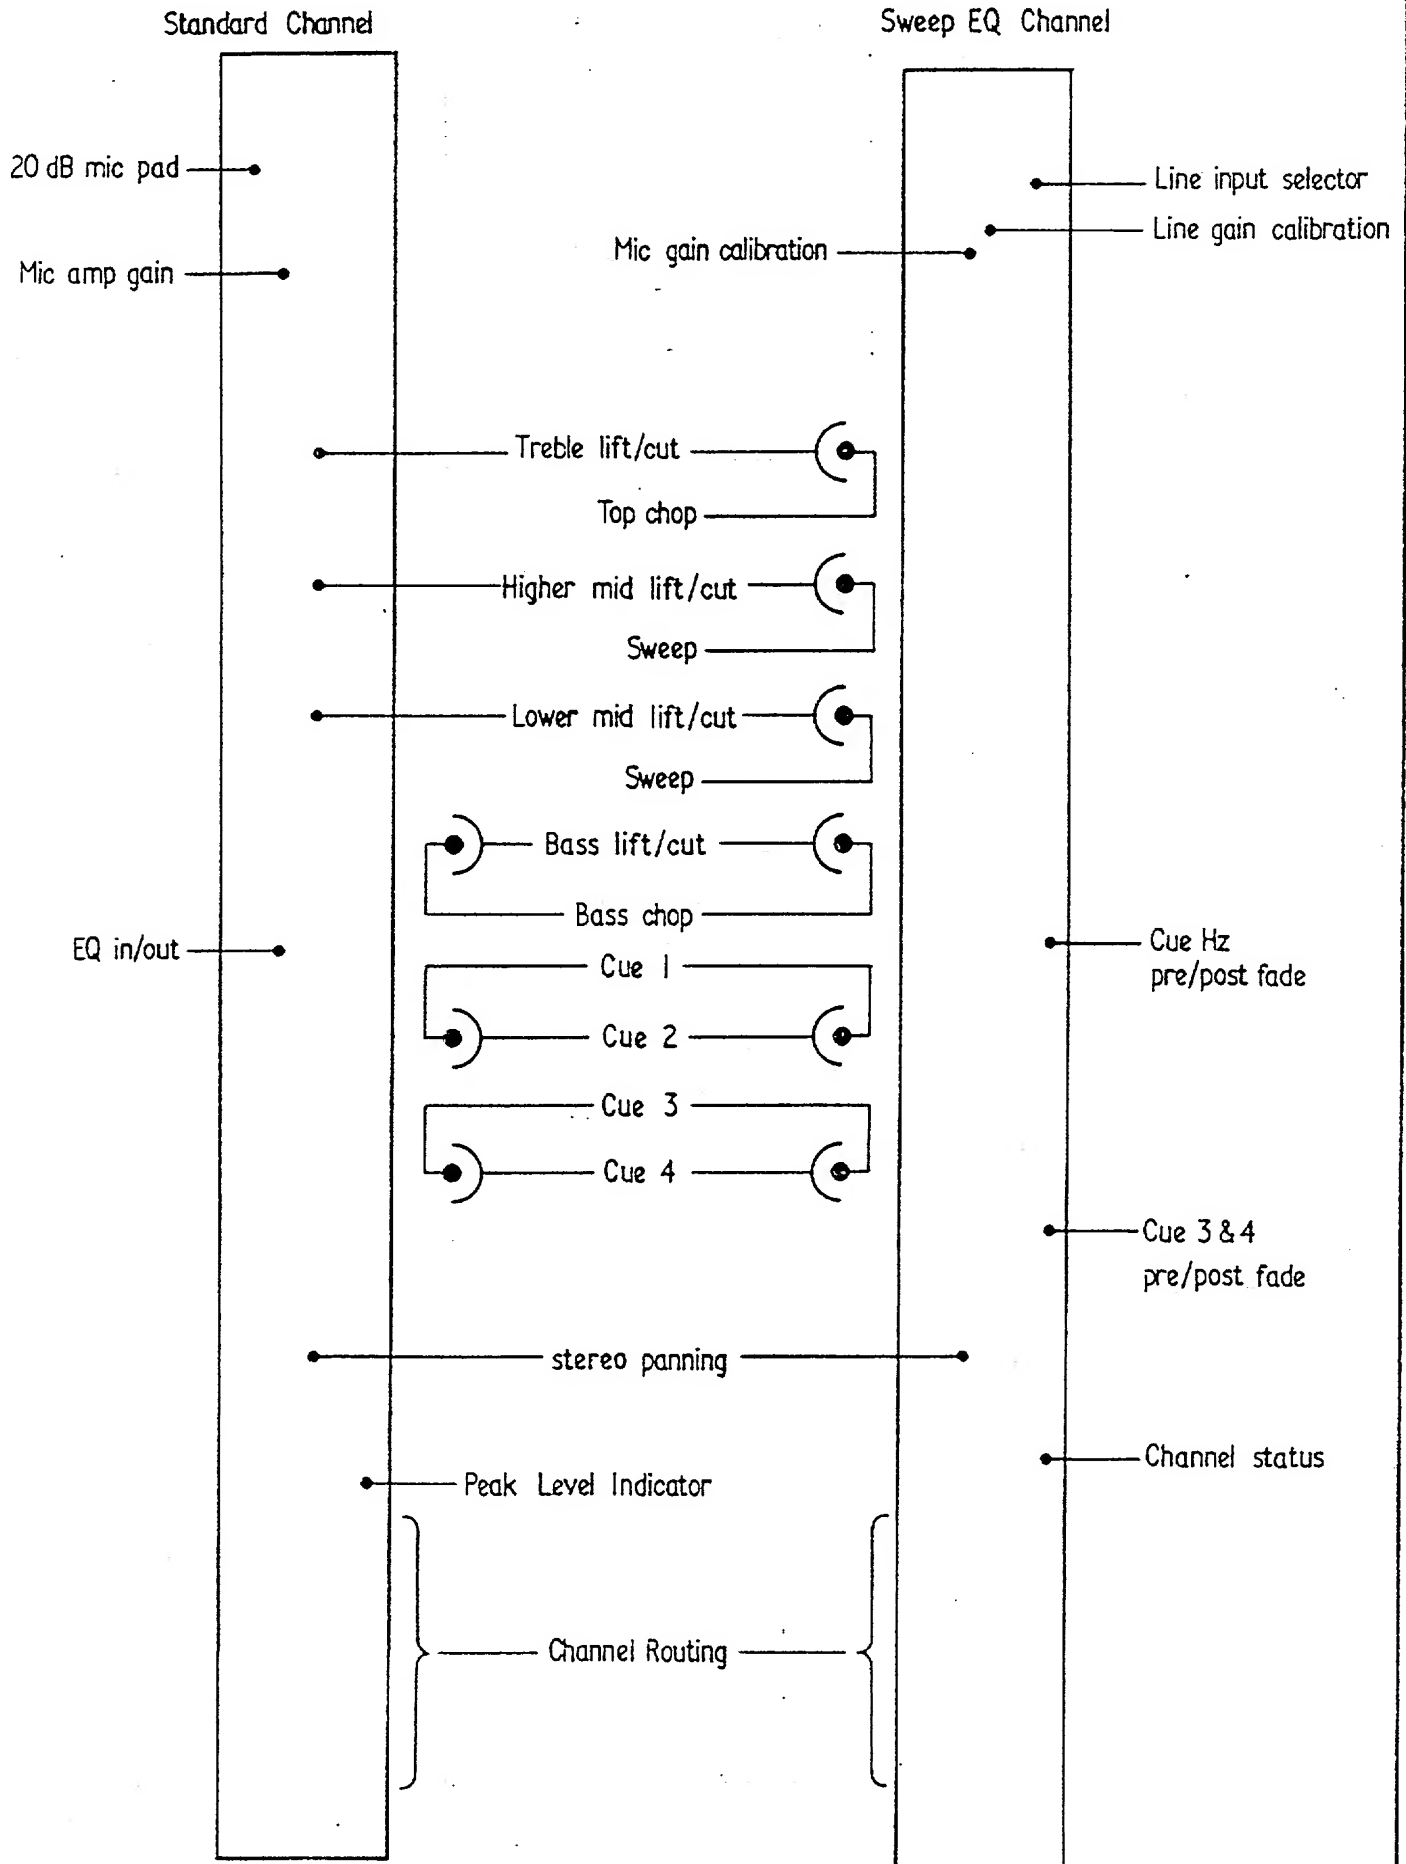 Standard Channel
Sweep EQ Channel
20 dB mic pad
Line input selector
Line gain calibration
Mic gain calibration
Mic amp gain
Treble lift/cut
Top chop
Higher mid lift/cut
Sweep
Lower mid lift/cut
Sweep
Bass lift/cut
Bass chop
EQ in/out
Cue 1
Cue Hz
pre/post fade
Cue 2
Cue 3
Cue 4
Cue 3 & 4
pre/post fade
stereo panning
Channel status
Peak Level Indicator
Channel Routing